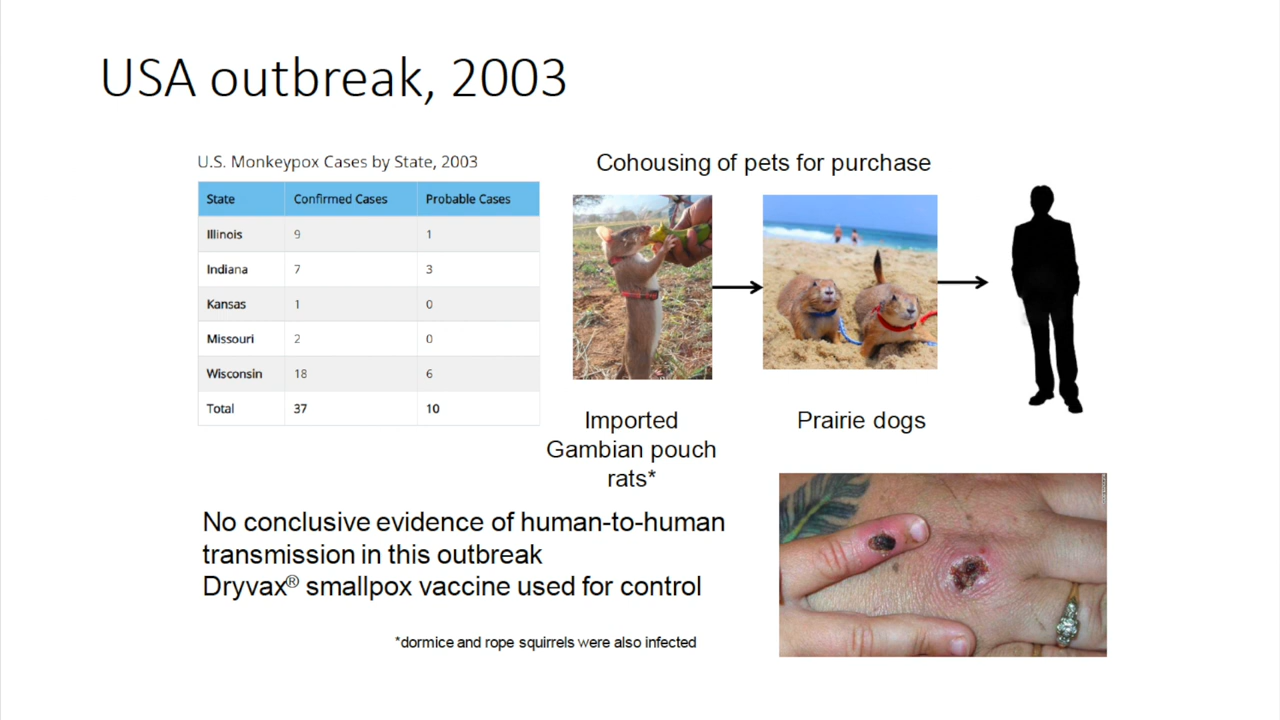 USA outbreak, 2003
U.S. Monkeypox Cases by State, 2003
State Confirmed Cases Probable Cases
Illinois 9 1
Indiana 7 3
Kansas 1 0
Missouri 2 0
Wisconsin 18 6
Total 37 10
Cohousing of pets for purchase
Imported
Gambian pouch
rats*
Prairie dogs
No conclusive evidence of human-to-human
transmission in this outbreak
Dryvax® smallpox vaccine used for control
*dormice and rope squirrels were also infected